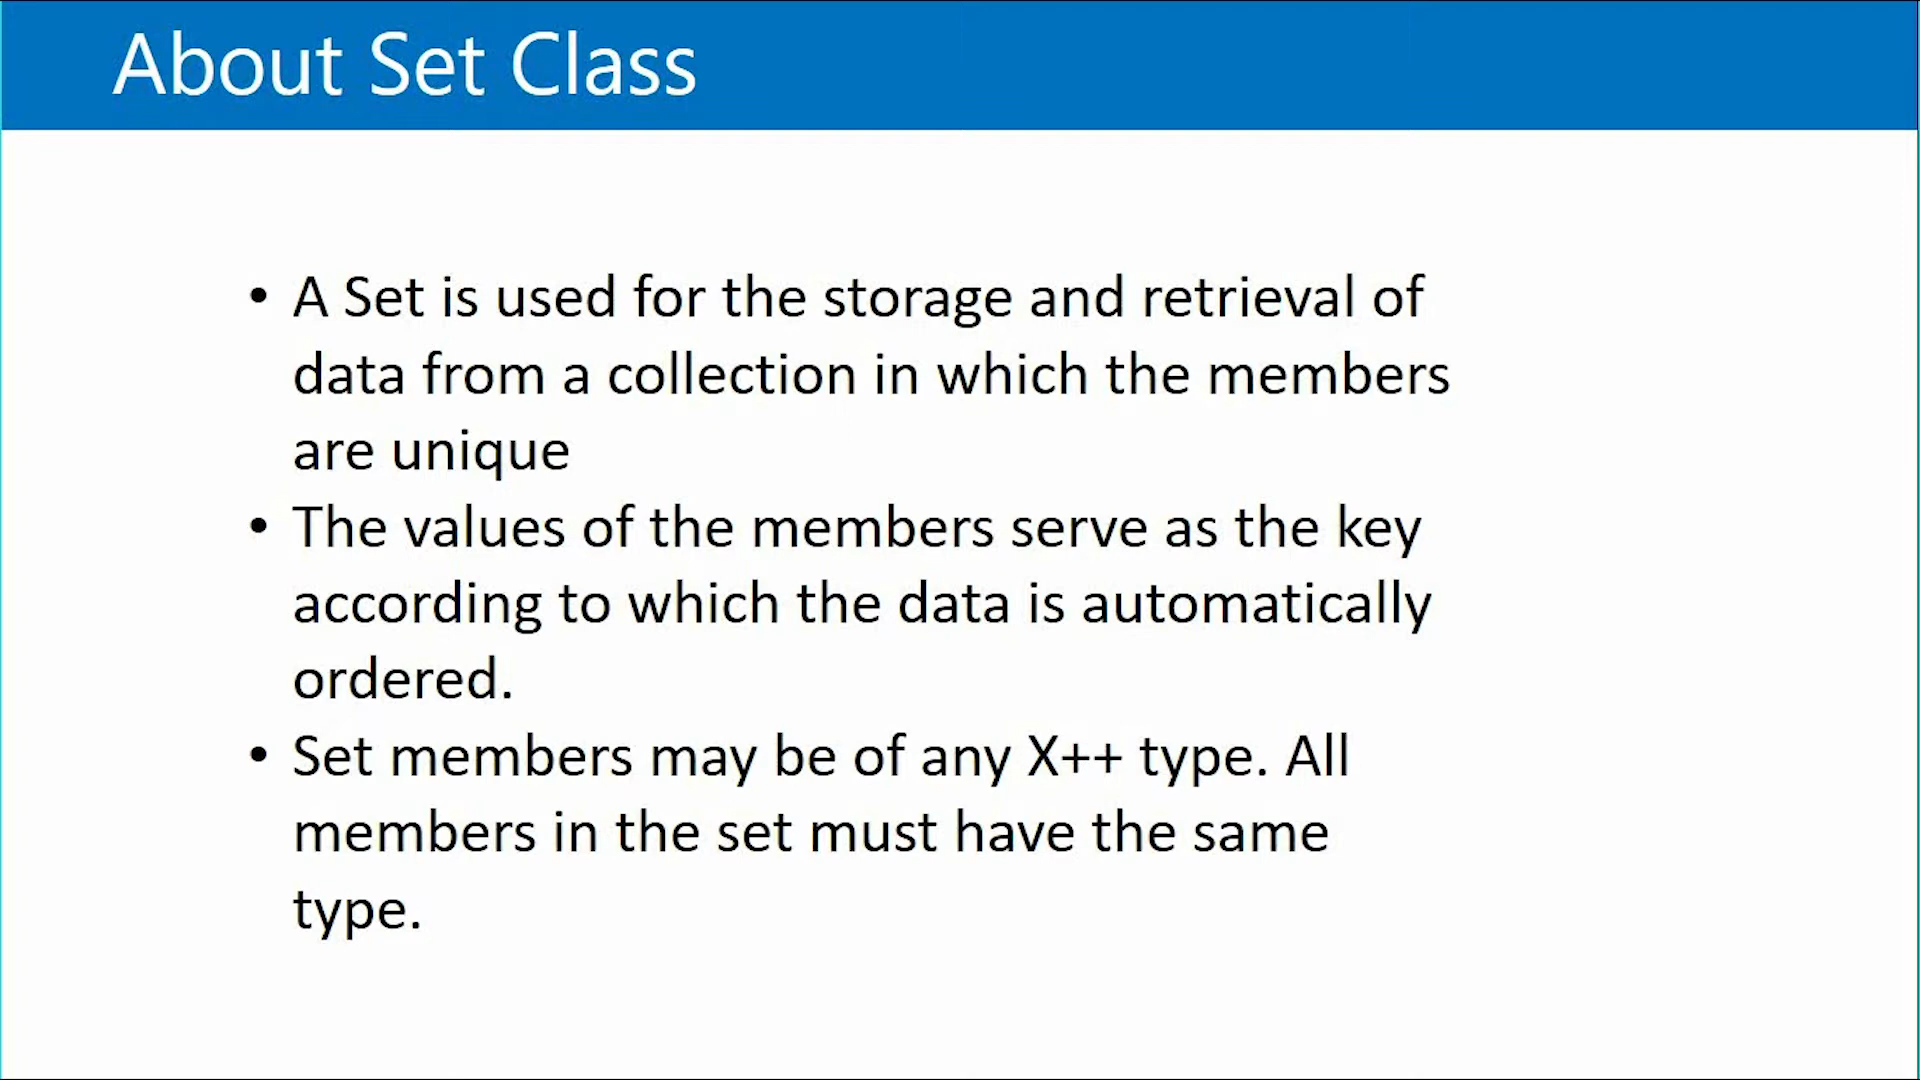 About Set Class
• A Set is used for the storage and retrieval of
data from a collection in which the members
are unique
• The values of the members serve as the key
according to which the data is automatically
ordered.
• Set members may be of any X++ type. All
members in the set must have the same
type.